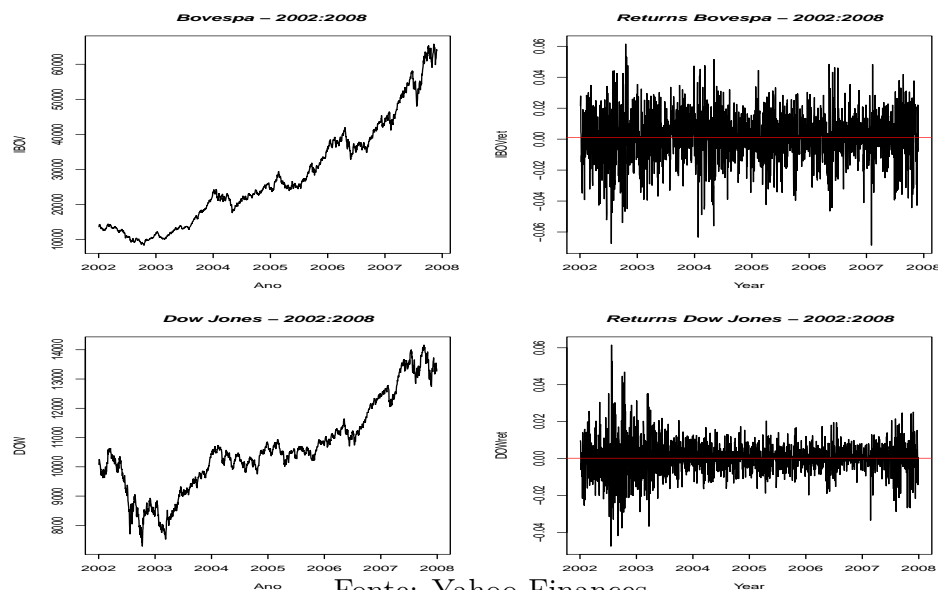 Bovespa – 2002:2008
IBOV
10000 20000 30000 40000 50000 60000
2002 2003 2004 2005 2006 2007 2008
Ano
Returns Bovespa – 2002:2008
IBOVret
−0.06 −0.04 −0.02 0.00 0.02 0.04 0.06
2002 2003 2004 2005 2006 2007 2008
Year
Dow Jones – 2002:2008
DOW
8000 9000 10000 11000 12000 13000 14000
2002 2003 2004 2005 2006 2007 2008
Ano
Returns Dow Jones – 2002:2008
DOWret
−0.04 −0.02 0.00 0.02 0.04 0.06
2002 2003 2004 2005 2006 2007 2008
Year
Fonte: Yahoo Finances